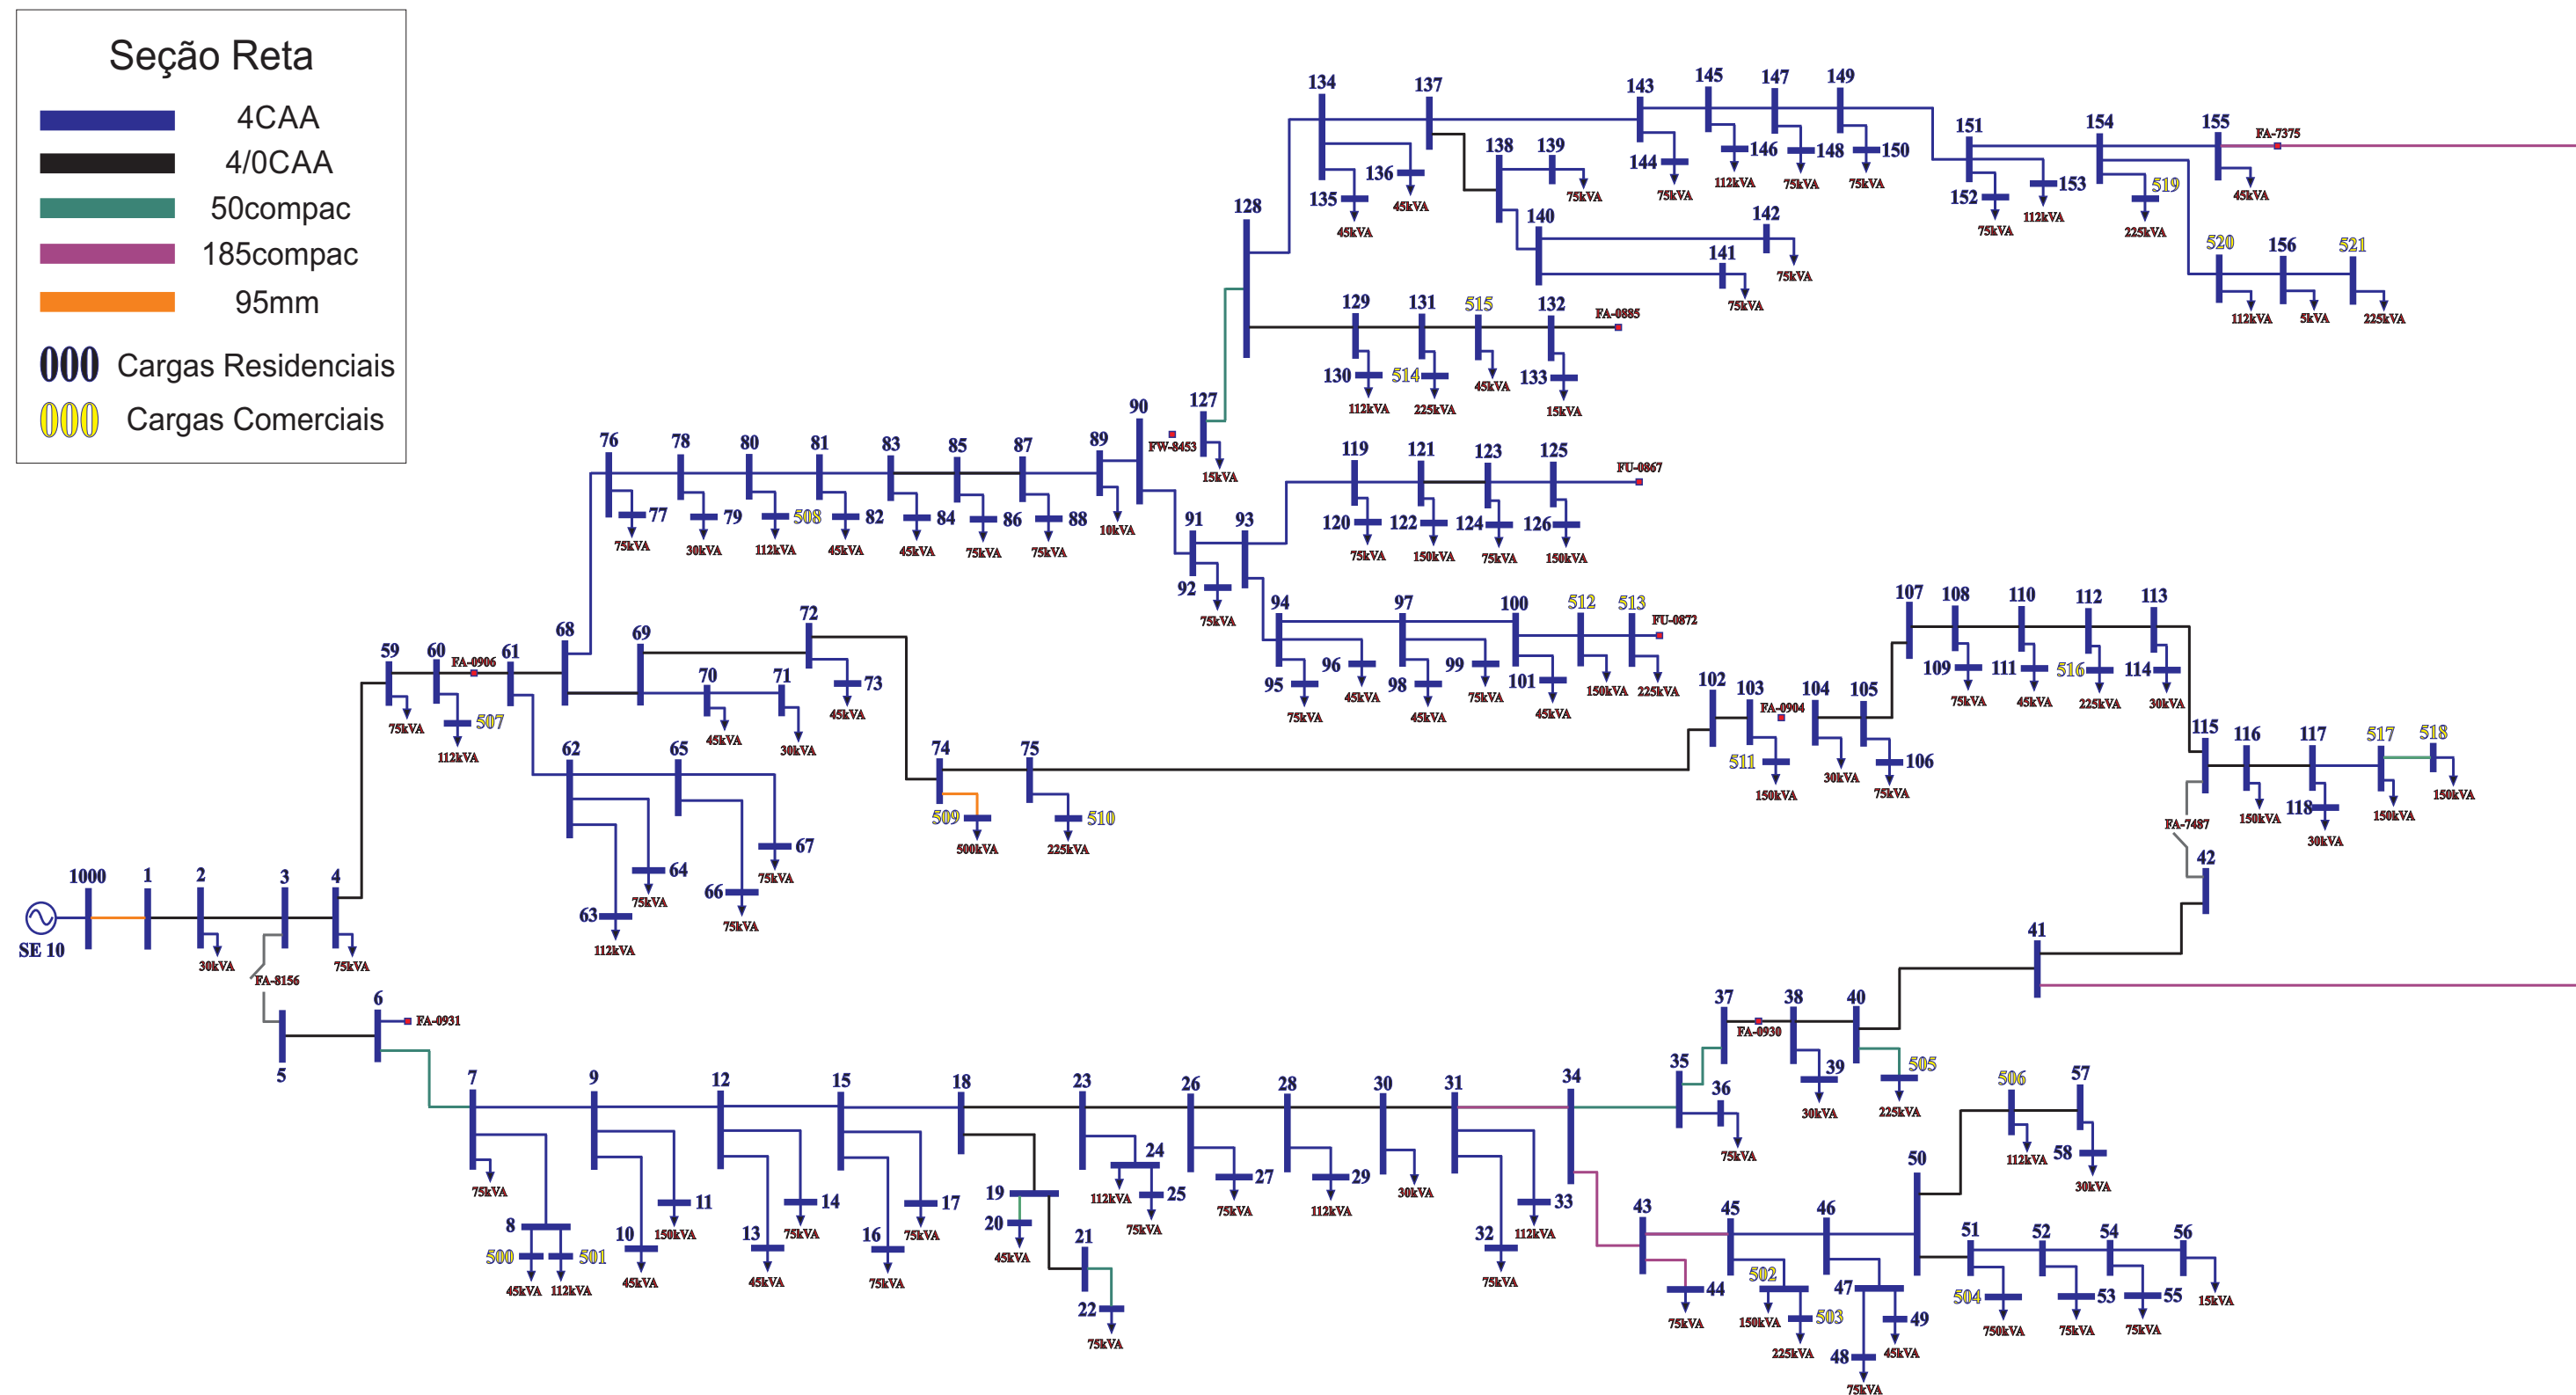 Seção Reta
4CAA
4/0CAA
50compac
185compac
95mm
000 Cargas Residenciais
000 Cargas Comerciais
134 137 143 145 147 149
151 154 155 FA-7375
138 139 144 146 148 150
136 135 152 153 519
75kVA 75kVA 112kVA 75kVA 75kVA
45kVA 45kVA 75kVA 112kVA 225kVA 45kVA
128 140 142 141
75kVA 75kVA
520 156 521
112kVA 5kVA 225kVA
129 131 515 132 FA-0885
130 514 133
112kVA 225kVA 45kVA 15kVA
76 78 80 81 83 85 87 89 90 FW-8453 127
77 79 508 82 84 86 88
75kVA 30kVA 112kVA 45kVA 45kVA 75kVA 75kVA 10kVA 15kVA
119 121 123 125 FU-0867
120 122 124 126
75kVA 150kVA 75kVA 150kVA
91 93 92
75kVA
94 97 100 512 513 FU-0872
95 96 98 99 101
75kVA 45kVA 45kVA 75kVA 45kVA 150kVA 225kVA
107 108 110 112 113
109 111 516 114
75kVA 45kVA 225kVA 30kVA
59 60 FA-0906 61 68 69 70 71 72 73
75kVA 507 112kVA 45kVA 30kVA 45kVA
102 103 FA-0904 104 105
511 106
150kVA 30kVA 75kVA
62 65 74 75
509 510
500kVA 225kVA
63 64 66 67
112kVA 75kVA 75kVA 75kVA
115 116 117 517 518
118
150kVA 30kVA 150kVA 150kVA
FA-7487
42
41
1000 1 2 3 4
SE 10
30kVA 75kVA
FA-8156
5 6 FA-0931
37 38 40
FA-0930
35 36 39 505
75kVA 30kVA 225kVA
7 9 12 15 18 23 26 28 30 31 34
75kVA
8 500 501
45kVA 112kVA
10 11
45kVA 150kVA
13 14
45kVA 75kVA
16 17
75kVA 75kVA
19 20 21 22
45kVA 75kVA
24 25
112kVA 75kVA
27 29
75kVA 112kVA 30kVA
32 33
75kVA 112kVA
43 45 46 50
44
75kVA
502 503
150kVA 225kVA
47 48 49
75kVA 45kVA
506 57 58
112kVA 30kVA
51 52 54 56
504 53 55
750kVA 75kVA 75kVA 15kVA